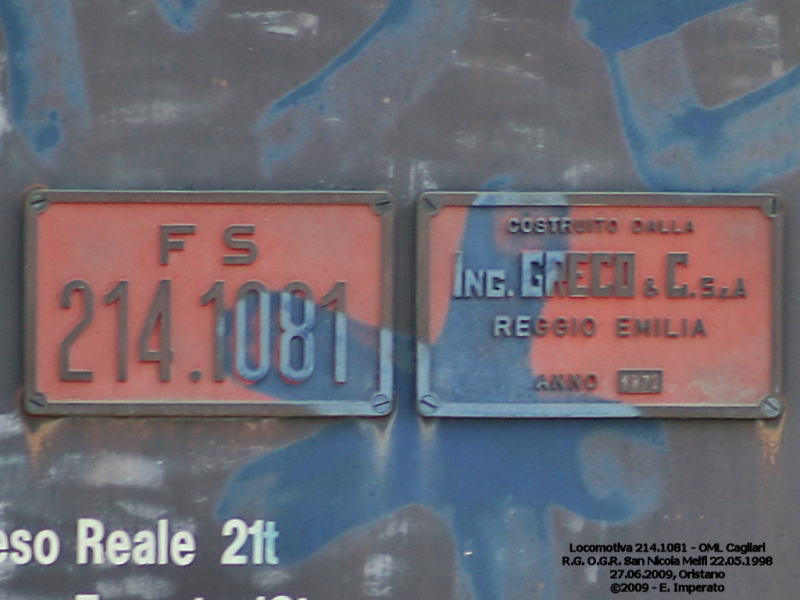 FS
214.1081
COSTRUITO DALLA
ING. GRECO & C. S.p.A
REGGIO EMILIA
ANNO
eso Reale 21t
Locomotiva 214.1081 - OML Cagliari
R.G. O.G.R. San Nicola Melfi 22.05.1998
27.06.2009, Oristano
©2009 - E. Imperato